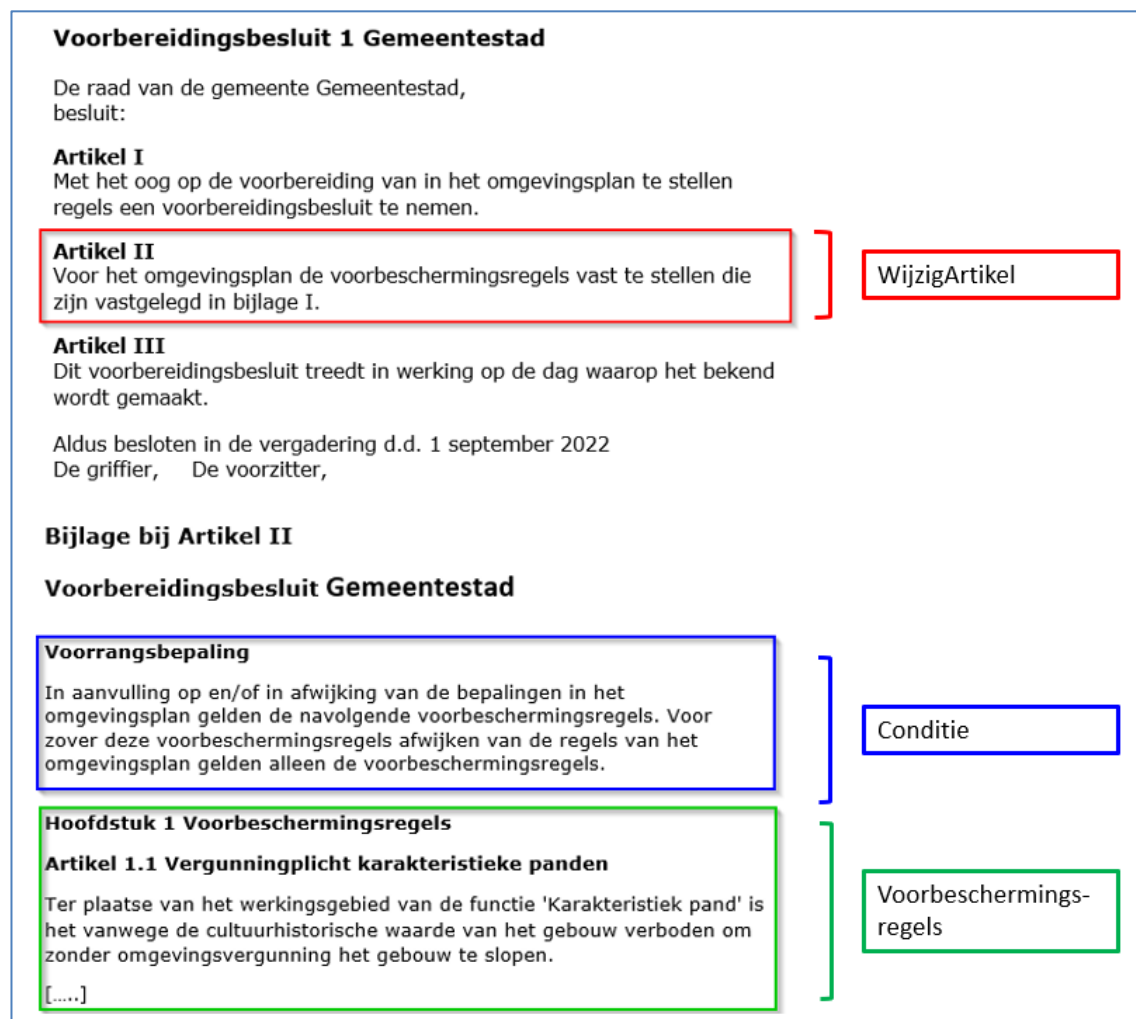 Voorbereidingsbesluit 1 Gemeentestad
De raad van de gemeente Gemeentestad,
besluit:
Artikel I
Met het oog op de voorbereiding van in het omgevingsplan te stellen
regels een voorbereidingsbesluit te nemen.
Artikel II
Voor het omgevingsplan de voorbeschermingsregels vast te stellen die
zijn vastgelegd in bijlage I.
WijzigArtikel
Artikel III
Dit voorbereidingsbesluit treedt in werking op de dag waarop het bekend
wordt gemaakt.
Aldus besloten in de vergadering d.d. 1 september 2022
De griffier, De voorzitter,
Bijlage bij Artikel II
Voorbereidingsbesluit Gemeentestad
Voorrangsbepaling
In aanvulling op en/of in afwijking van de bepalingen in het
omgevingsplan gelden de navolgende voorbeschermingsregels. Voor
zover deze voorbeschermingsregels afwijken van de regels van het
omgevingsplan gelden alleen de voorbeschermingsregels.
Conditie
Hoofdstuk 1 Voorbeschermingsregels
Artikel 1.1 Vergunningplicht karakteristieke panden
Ter plaatse van het werkingsgebied van de functie 'Karakteristiek pand' is
het vanwege de cultuurhistorische waarde van het gebouw verboden om
zonder omgevingsvergunning het gebouw te slopen.
[.....]
Voorbeschermings-
regels